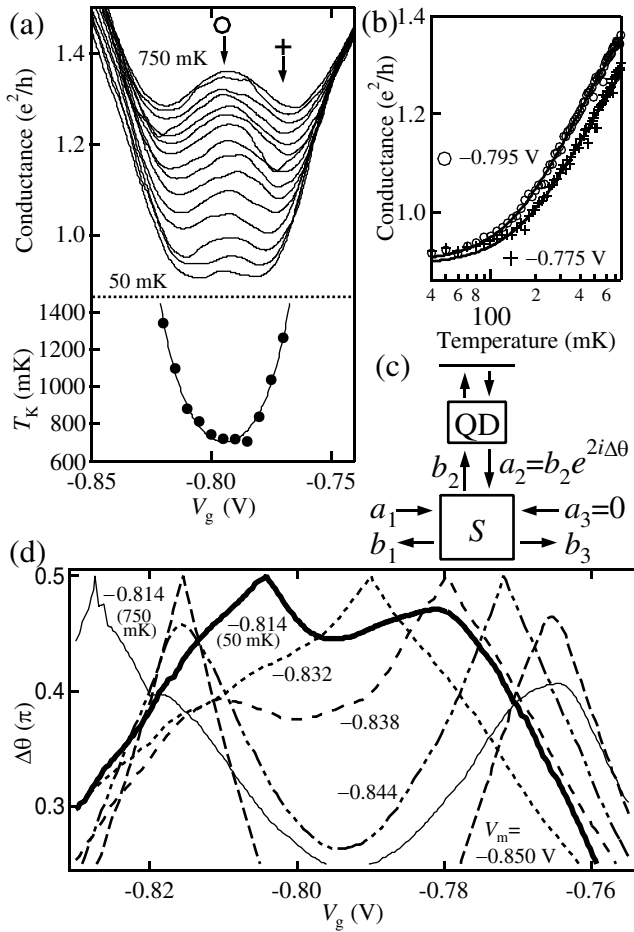 (a)
Conductance (e²/h)
1.4
1.2
1.0
750 mK
+
50 mK
T_K (mK)
1400
1200
1000
800
600
-0.85
-0.80
-0.75
V_g (V)
(b)
Conductance (e²/h)
1.4
1.2
1.0
−0.795 V
+ −0.775 V
4 6 8 100 2 4 6
Temperature (mK)
(c)
QD
b₂ a₂=b₂e^{2iΔθ}
a₁ S a₃=0
b₁ b₃
(d)
Δθ (π)
0.5
0.4
0.3
−0.814
(750 mK)
−0.814
(50 mK)
−0.832
−0.838
−0.844
V_m=
−0.850 V
-0.82
-0.80
-0.78
-0.76
V_g (V)